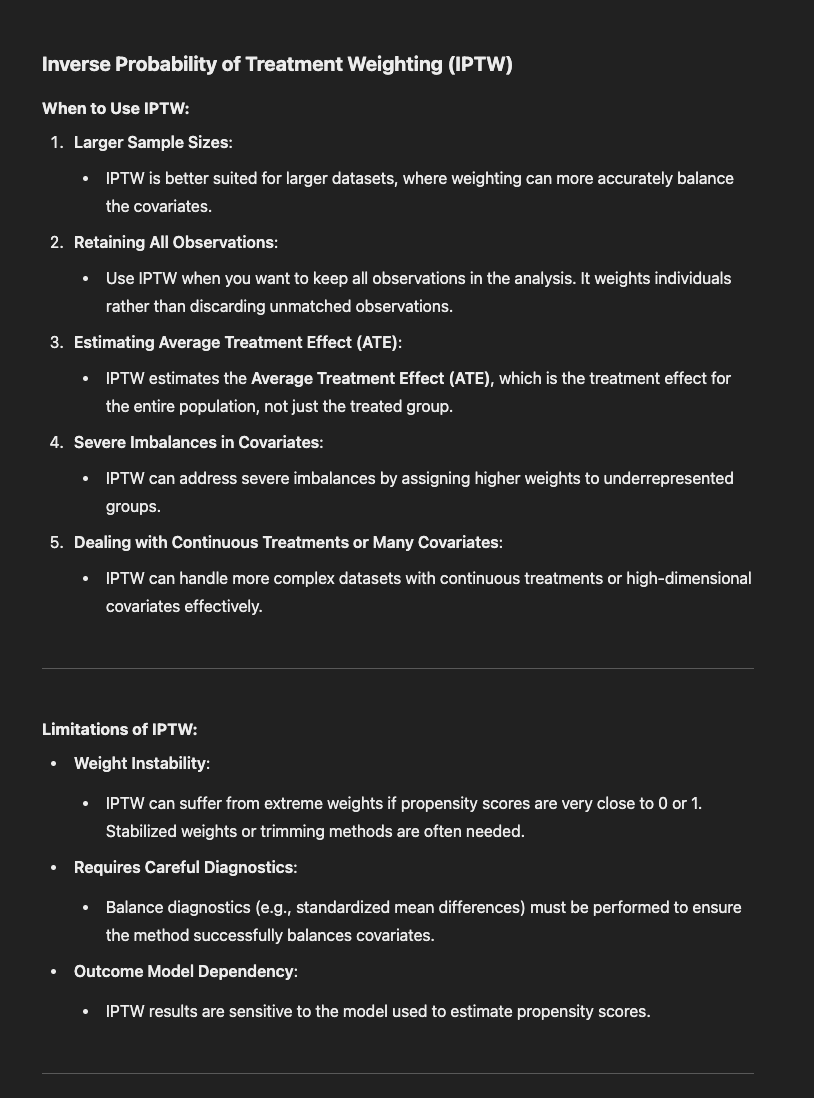 Inverse Probability of Treatment Weighting (IPTW)
When to Use IPTW:
1. Larger Sample Sizes:
• IPTW is better suited for larger datasets, where weighting can more accurately balance
the covariates.
2. Retaining All Observations:
• Use IPTW when you want to keep all observations in the analysis. It weights individuals
rather than discarding unmatched observations.
3. Estimating Average Treatment Effect (ATE):
• IPTW estimates the Average Treatment Effect (ATE), which is the treatment effect for
the entire population, not just the treated group.
4. Severe Imbalances in Covariates:
• IPTW can address severe imbalances by assigning higher weights to underrepresented
groups.
5. Dealing with Continuous Treatments or Many Covariates:
• IPTW can handle more complex datasets with continuous treatments or high-dimensional
covariates effectively.
Limitations of IPTW:
• Weight Instability:
• IPTW can suffer from extreme weights if propensity scores are very close to 0 or 1.
Stabilized weights or trimming methods are often needed.
• Requires Careful Diagnostics:
• Balance diagnostics (e.g., standardized mean differences) must be performed to ensure
the method successfully balances covariates.
• Outcome Model Dependency:
• IPTW results are sensitive to the model used to estimate propensity scores.